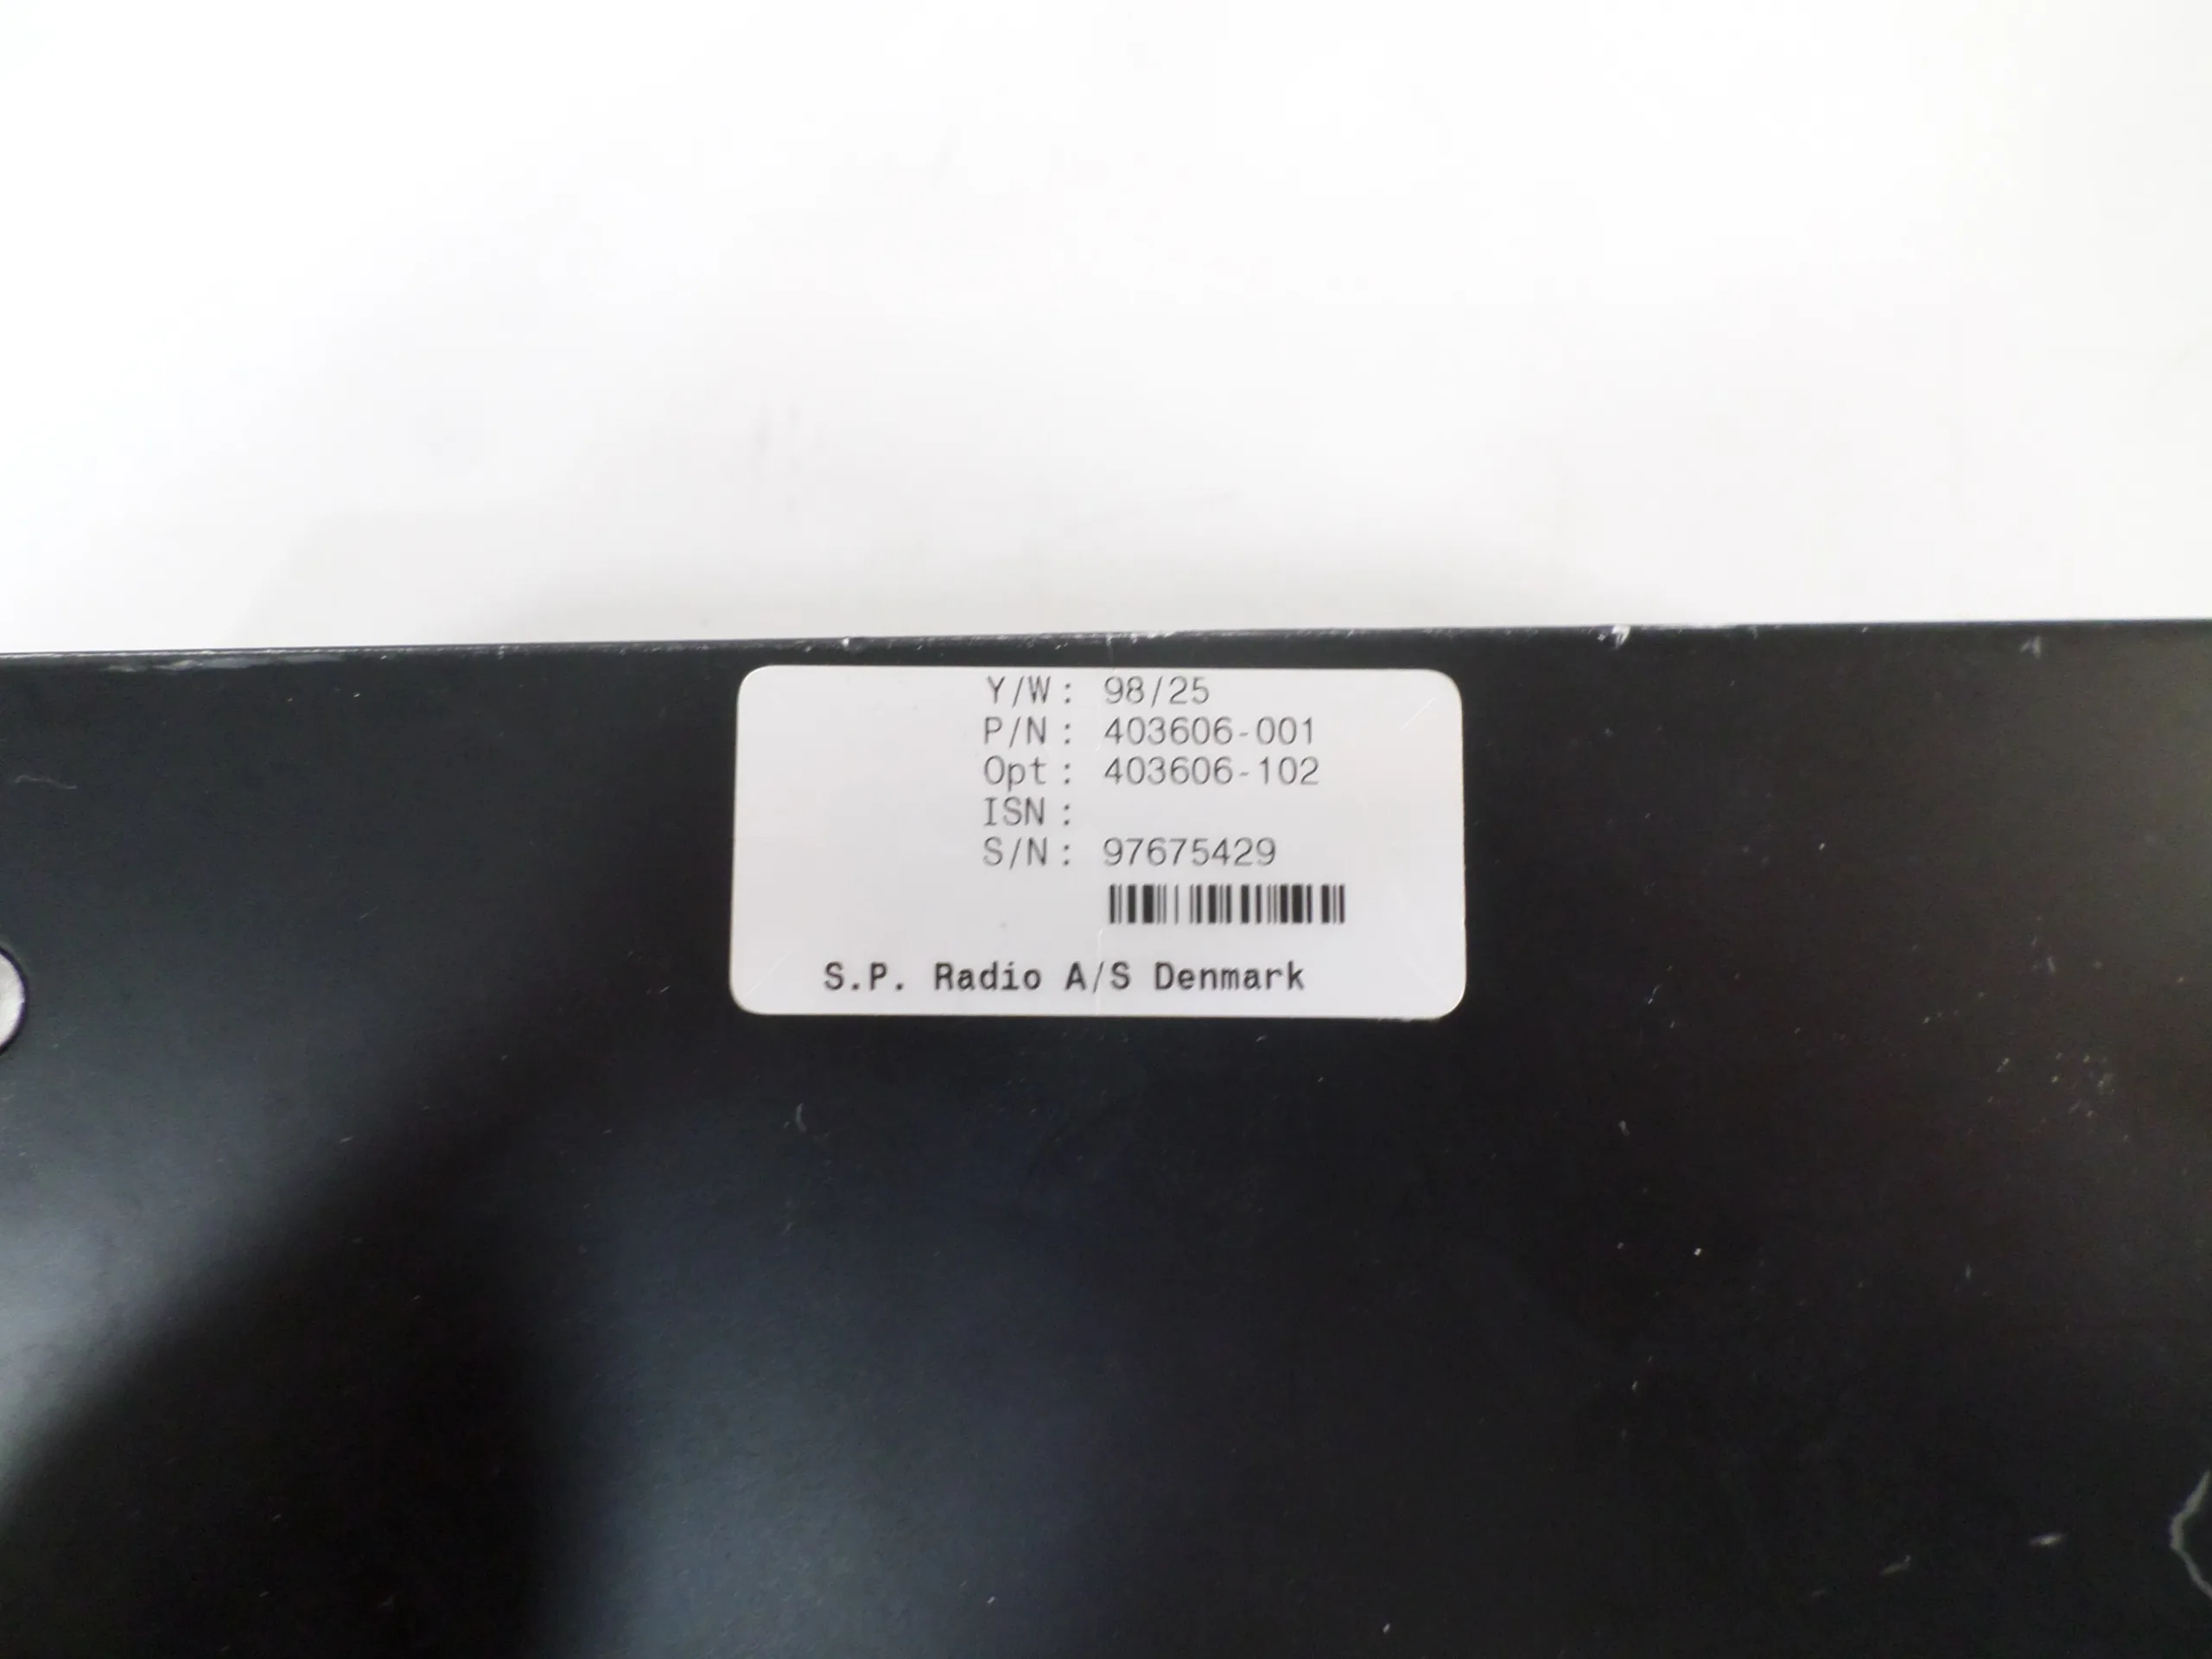 Y/W: 98/25
P/N: 403606-001
Opt: 403606-102
ISN:
S/N: 97675429
S.P. Radio A/S Denmark